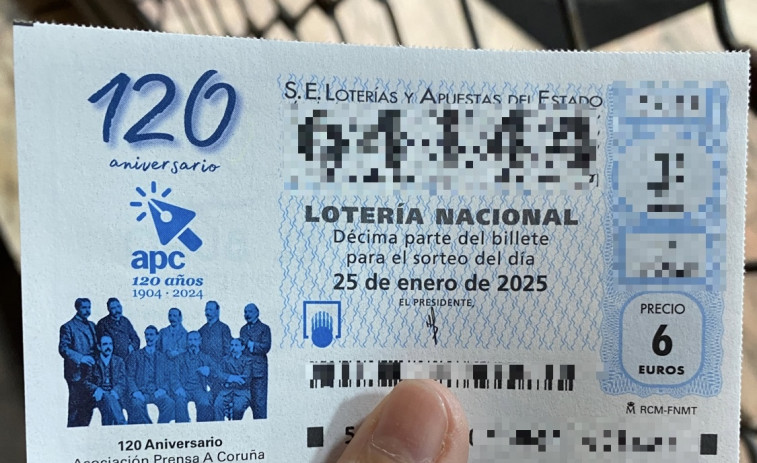 120
aniversario
apc
120 años
1904 · 2024
120 Aniversario
Asociación Prensa A Coruña
S.E. LOTERÍAS Y APUESTAS DEL ESTADO
LOTERÍA NACIONAL
Décima parte del billete
para el sorteo del día
25 de enero de 2025
EL PRESIDENTE,
PRECIO
6
EUROS
RCM-FNMT